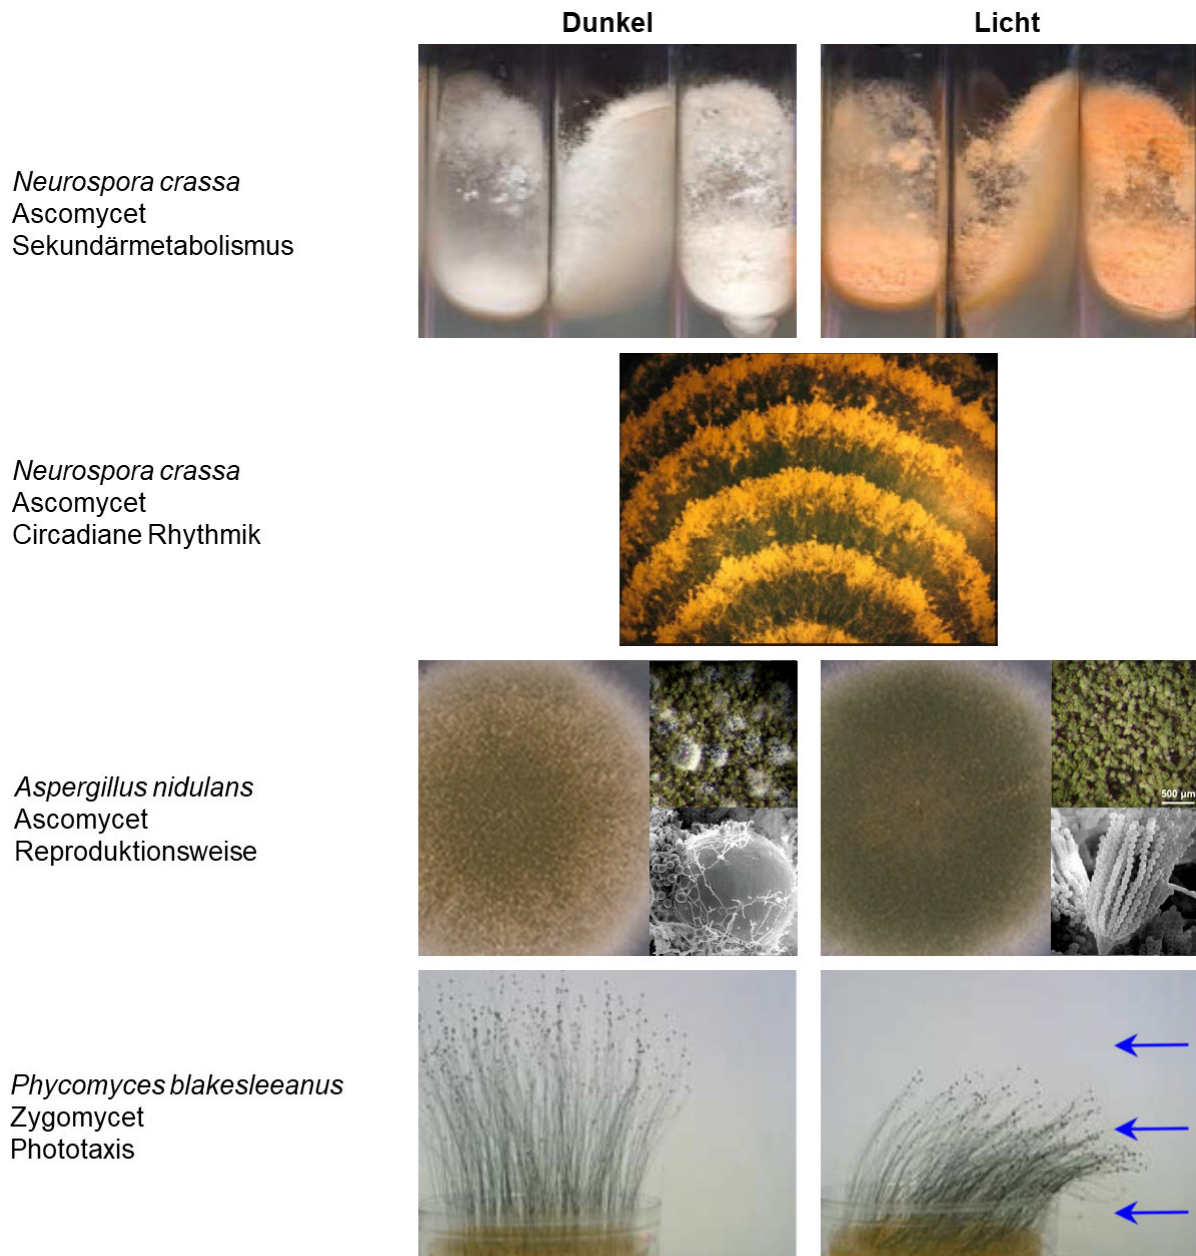 Dunkel
Licht
Neurospora crassa
Ascomycet
Sekundärmetabolismus
Neurospora crassa
Ascomycet
Circadiane Rhythmik
Aspergillus nidulans
Ascomycet
Reproduktionsweise
500 µm
Phycomyces blakesleeanus
Zygomycet
Phototaxis